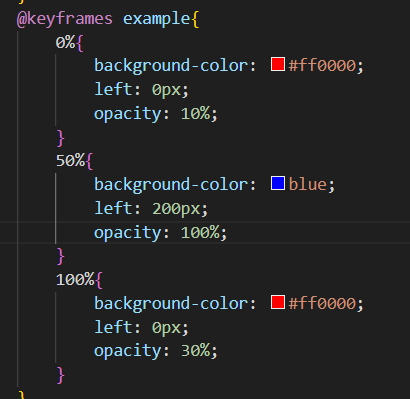 }
@keyframes example{
0%{
background-color: #ff0000;
left: 0px;
opacity: 10%;
}
50%{
background-color: blue;
left: 200px;
opacity: 100%;
}
100%{
background-color: #ff0000;
left: 0px;
opacity: 30%;
}
}